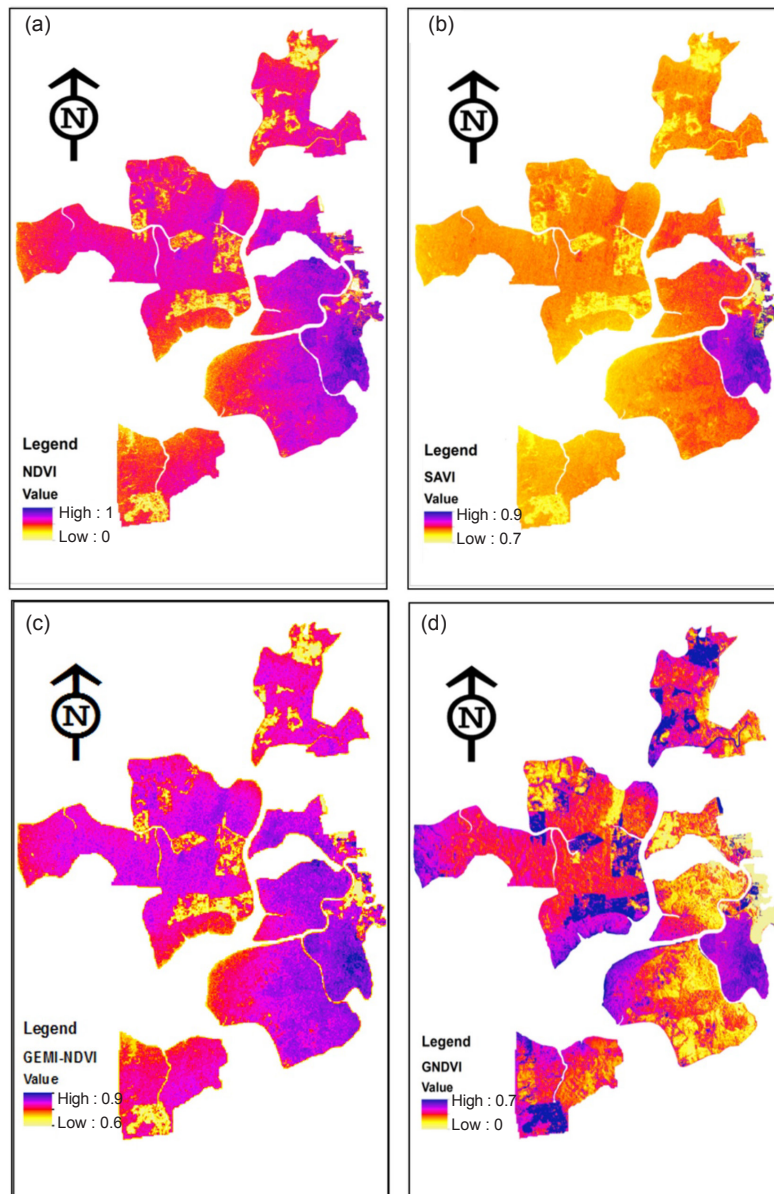 (a)
N
Legend
NDVI
Value
High : 1
Low : 0
(b)
N
Legend
SAVI
Value
High : 0.9
Low : 0.7
(c)
N
Legend
GEMI-NDVI
Value
High : 0.9
Low : 0.6
(d)
N
Legend
GNDVI
Value
High : 0.7
Low : 0